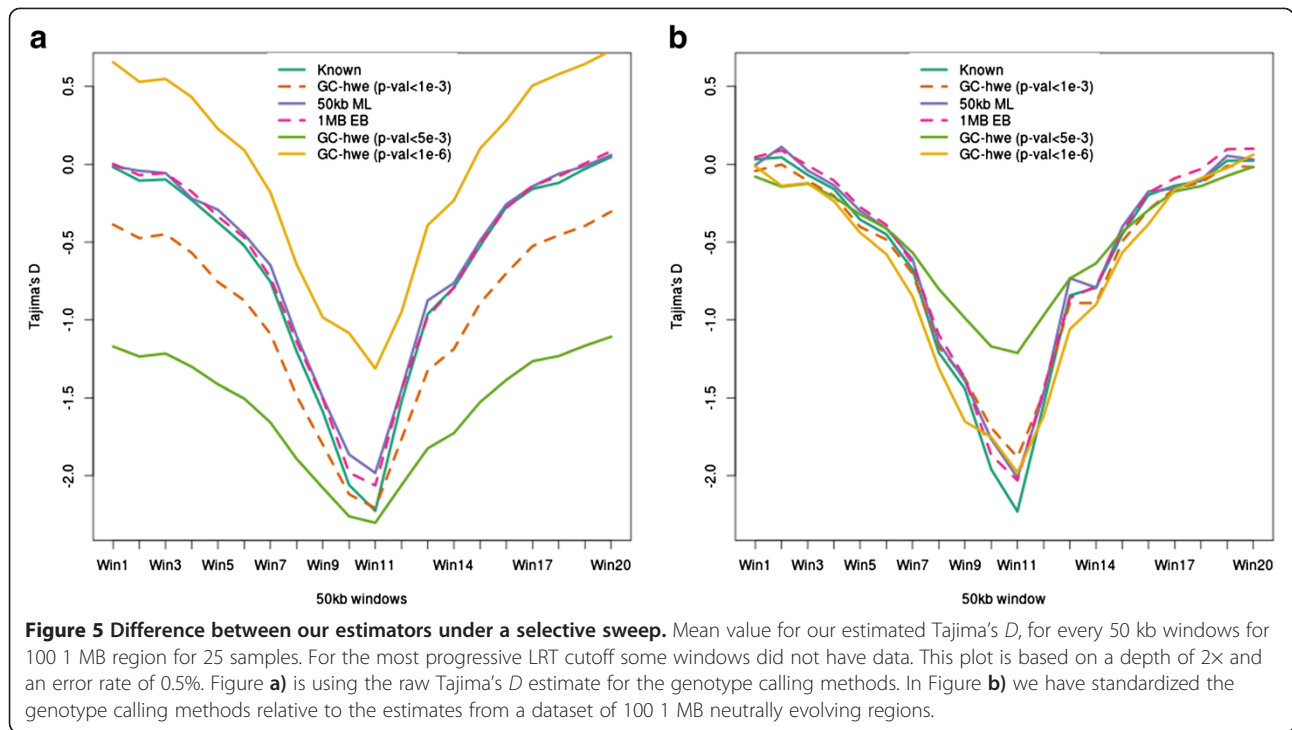 a
Known
GC-hwe (p-val<1e-3)
50kb ML
1MB EB
GC-hwe (p-val<5e-3)
GC-hwe (p-val<1e-6)
Tajima's D
0.5
0.0
-0.5
-1.0
-1.5
-2.0
Win1 Win3 Win5 Win7 Win9 Win11 Win14 Win17 Win20
50kb windows
b
Known
GC-hwe (p-val<1e-3)
50kb ML
1MB EB
GC-hwe (p-val<5e-3)
GC-hwe (p-val<1e-6)
Tajima's D
0.5
0.0
-0.5
-1.0
-1.5
-2.0
Win1 Win3 Win5 Win7 Win9 Win11 Win14 Win17 Win20
50kb window
Figure 5 Difference between our estimators under a selective sweep. Mean value for our estimated Tajima's D, for every 50 kb windows for
100 1 MB region for 25 samples. For the most progressive LRT cutoff some windows did not have data. This plot is based on a depth of 2× and
an error rate of 0.5%. Figure a) is using the raw Tajima's D estimate for the genotype calling methods. In Figure b) we have standardized the
genotype calling methods relative to the estimates from a dataset of 100 1 MB neutrally evolving regions.